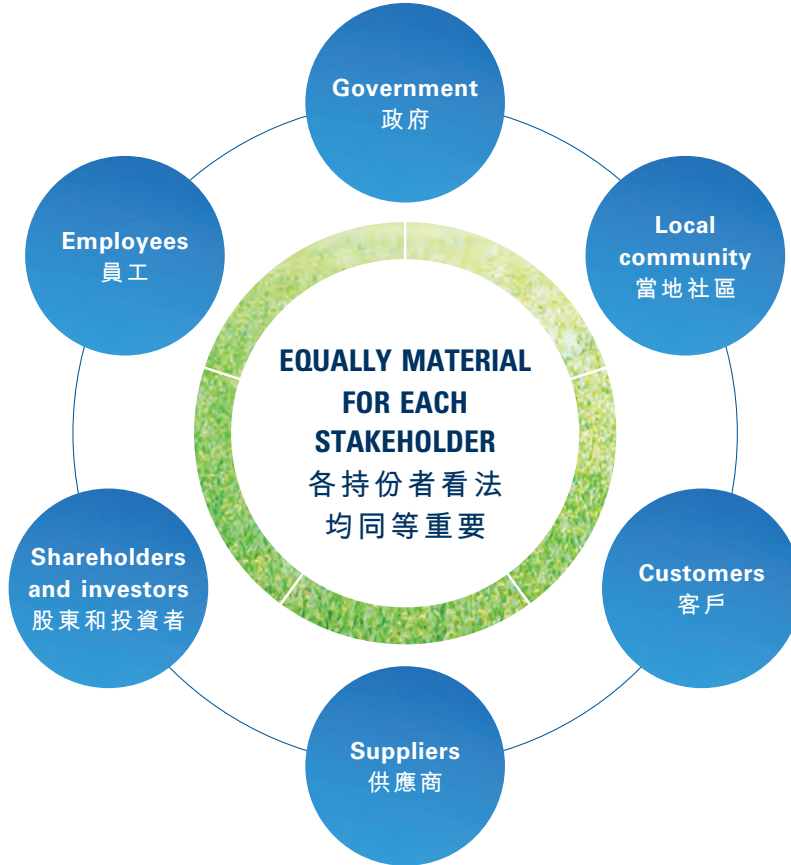 Government
政府
Local
community
當地社區
Customers
客戶
Suppliers
供應商
Shareholders
and investors
股東和投資者
Employees
員工
EQUALLY MATERIAL
FOR EACH
STAKEHOLDER
各持份者看法
均同等重要